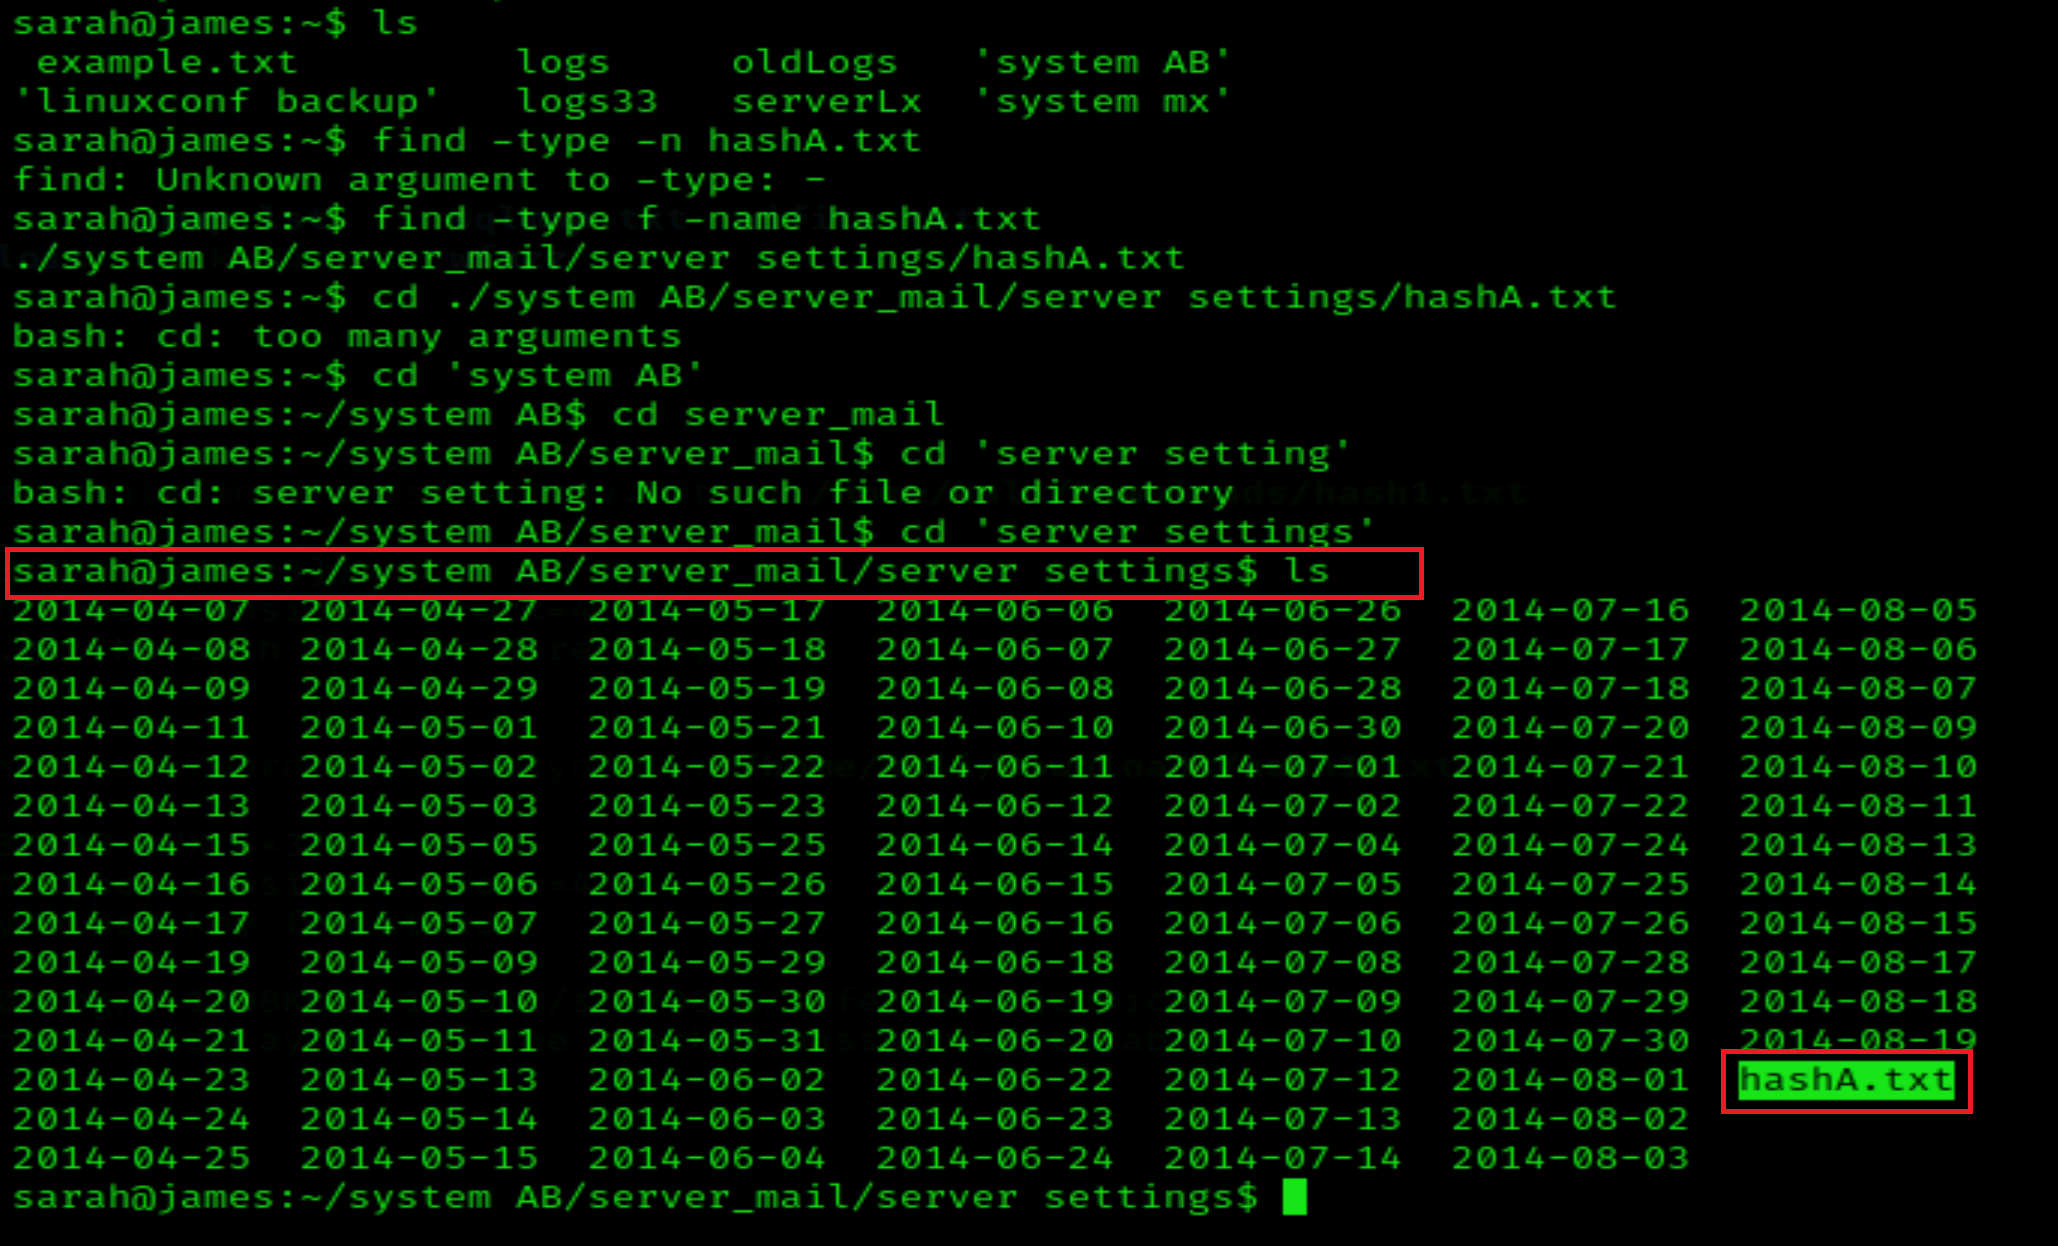 sarah@james:~$ ls
 example.txt         logs     oldLogs   'system AB'
'linuxconf backup'   logs33   serverLx  'system mx'
sarah@james:~$ find -type -n hashA.txt
find: Unknown argument to -type: -
sarah@james:~$ find -type f -name hashA.txt
./system AB/server_mail/server settings/hashA.txt
sarah@james:~$ cd ./system AB/server_mail/server settings/hashA.txt
bash: cd: too many arguments
sarah@james:~$ cd 'system AB'
sarah@james:~/system AB$ cd server_mail
sarah@james:~/system AB/server_mail$ cd 'server setting'
bash: cd: server setting: No such file or directory
sarah@james:~/system AB/server_mail$ cd 'server settings'
sarah@james:~/system AB/server_mail/server settings$ ls
2014-04-07  2014-04-27  2014-05-17  2014-06-06  2014-06-26  2014-07-16  2014-08-05
2014-04-08  2014-04-28  2014-05-18  2014-06-07  2014-06-27  2014-07-17  2014-08-06
2014-04-09  2014-04-29  2014-05-19  2014-06-08  2014-06-28  2014-07-18  2014-08-07
2014-04-11  2014-05-01  2014-05-21  2014-06-10  2014-06-30  2014-07-20  2014-08-09
2014-04-12  2014-05-02  2014-05-22  2014-06-11  2014-07-01  2014-07-21  2014-08-10
2014-04-13  2014-05-03  2014-05-23  2014-06-12  2014-07-02  2014-07-22  2014-08-11
2014-04-15  2014-05-05  2014-05-25  2014-06-14  2014-07-04  2014-07-24  2014-08-13
2014-04-16  2014-05-06  2014-05-26  2014-06-15  2014-07-05  2014-07-25  2014-08-14
2014-04-17  2014-05-07  2014-05-27  2014-06-16  2014-07-06  2014-07-26  2014-08-15
2014-04-19  2014-05-09  2014-05-29  2014-06-18  2014-07-08  2014-07-28  2014-08-17
2014-04-20  2014-05-10  2014-05-30  2014-06-19  2014-07-09  2014-07-29  2014-08-18
2014-04-21  2014-05-11  2014-05-31  2014-06-20  2014-07-10  2014-07-30  2014-08-19
2014-04-23  2014-05-13  2014-06-02  2014-06-22  2014-07-12  2014-08-01  hashA.txt
2014-04-24  2014-05-14  2014-06-03  2014-06-23  2014-07-13  2014-08-02
2014-04-25  2014-05-15  2014-06-04  2014-06-24  2014-07-14  2014-08-03
sarah@james:~/system AB/server_mail/server settings$